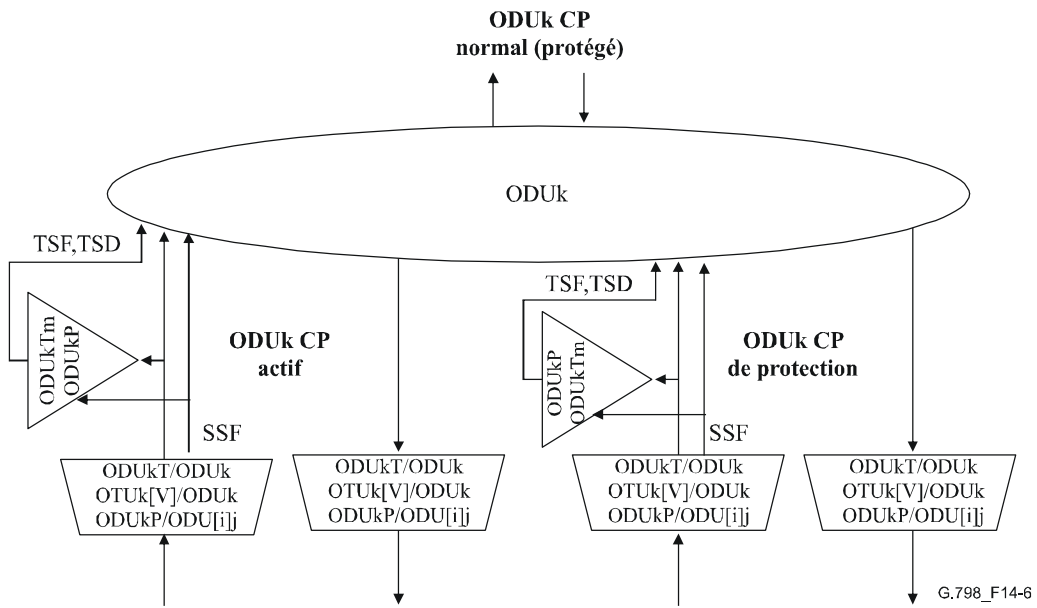 ODUk CP
normal (protégé)
ODUk
TSF,TSD
TSF,TSD
ODUkTm
ODUkP
ODUk CP
actif
ODUkP
ODUkTm
ODUk CP
de protection
SSF
SSF
ODUkT/ODUk
OTUk[V]/ODUk
ODUkP/ODU[i]j
ODUkT/ODUk
OTUk[V]/ODUk
ODUkP/ODU[i]j
ODUkT/ODUk
OTUk[V]/ODUk
ODUkP/ODU[i]j
ODUkT/ODUk
OTUk[V]/ODUk
ODUkP/ODU[i]j
G.798_F14-6